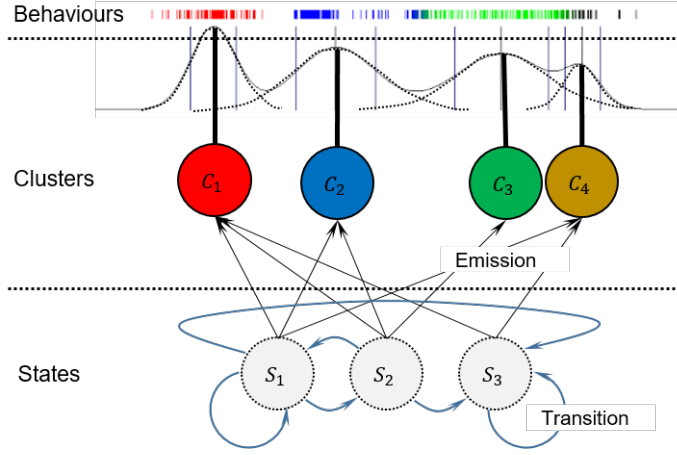 Behaviours
Clusters
C₁ C₂ C₃ C₄
Emission
States
S₁ S₂ S₃
Transition